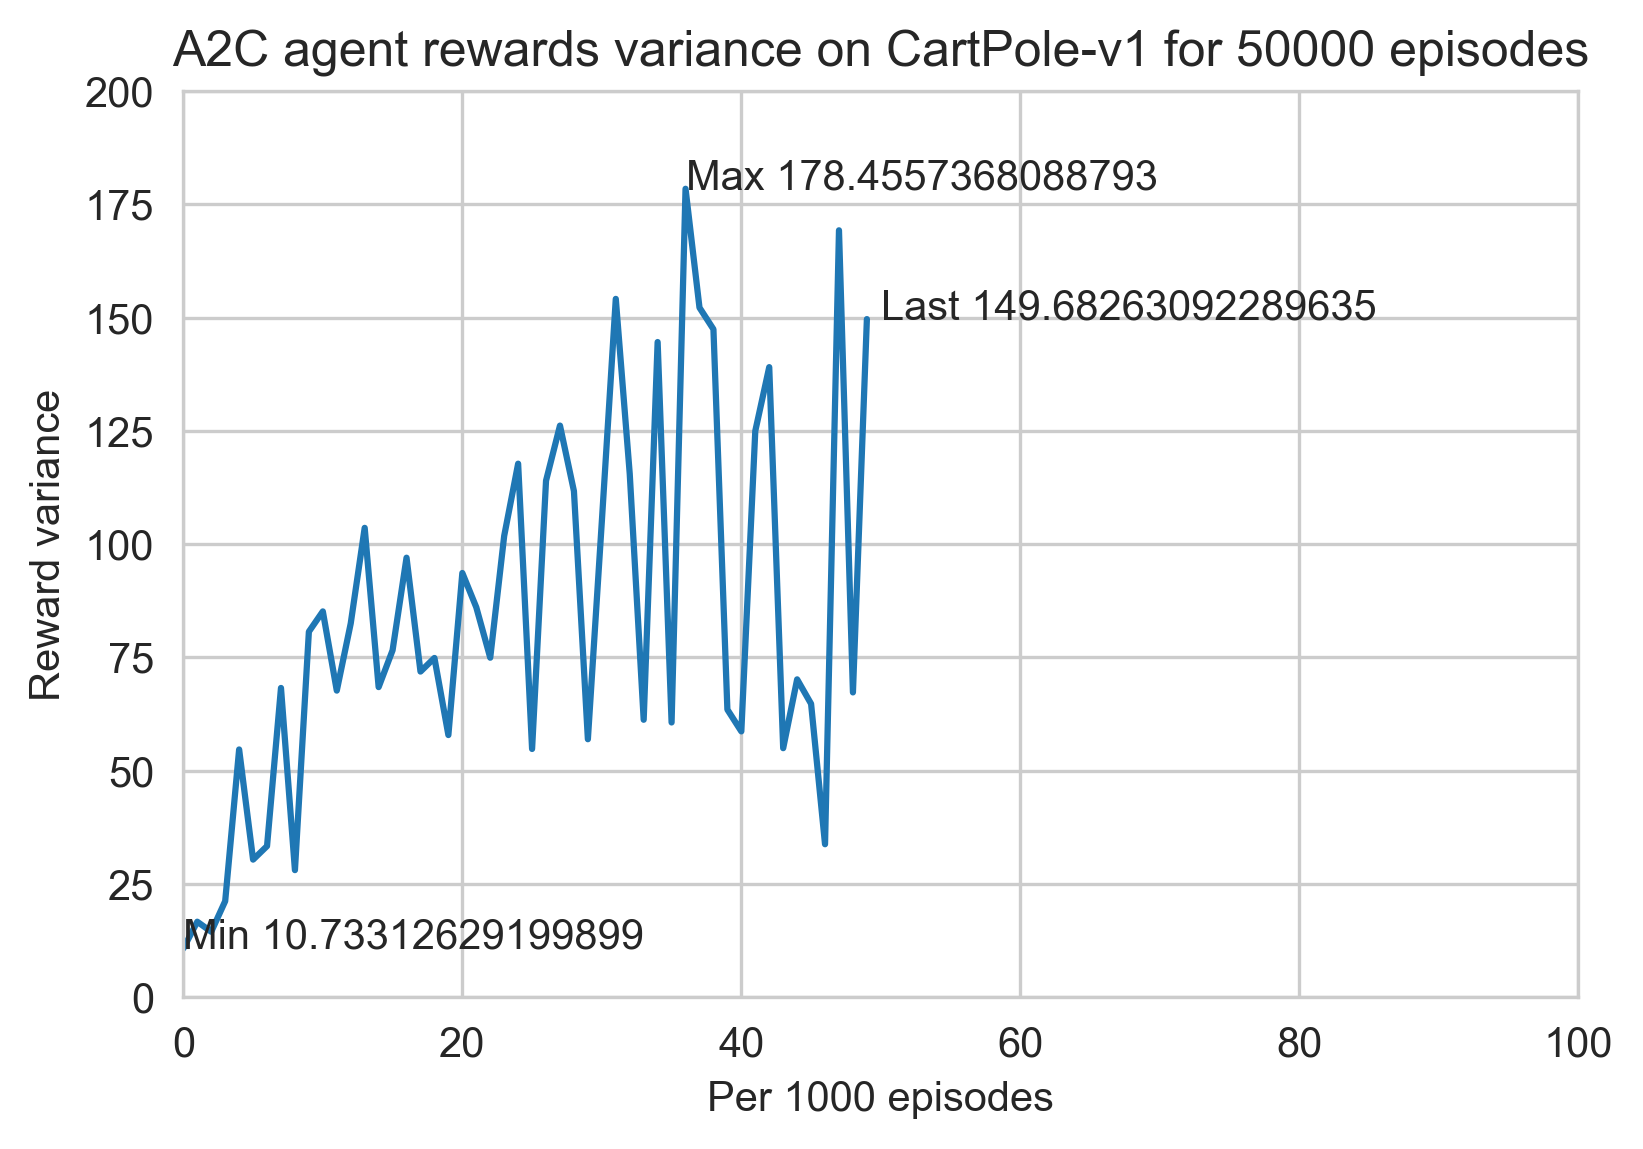 A2C agent rewards variance on CartPole-v1 for 50000 episodes
200
175
150
125
100
75
50
25
0
Max 178.4557368088793
Last 149.68263092289635
Min 10.73312629199899
Reward variance
0 20 40 60 80 100
Per 1000 episodes